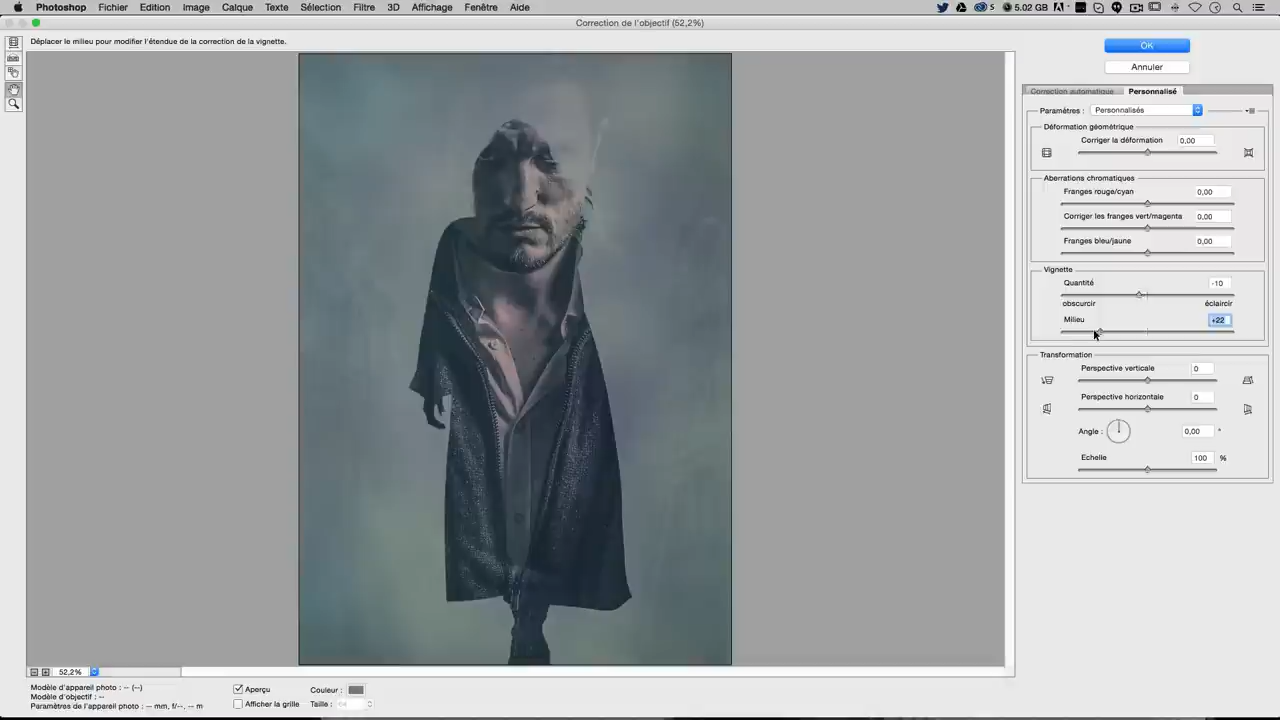 Photoshop Fichier Edition Image Calque Texte Sélection Filtre 3D Affichage Fenêtre Aide 5.02 GB
Correction de l'objectif (52,2%)
Déplacer le milieu pour modifier l'étendue de la correction de la vignette.
OK
Annuler
Correction automatique Personnalisé
Paramètres : Personnalisés
Déformation géométrique
Corriger la déformation 0,00
Aberrations chromatiques
Franges rouge/cyan 0,00
Corriger les franges vert/magenta 0,00
Franges bleu/jaune 0,00
Vignette
Quantité -10
obscurcir éclaircir
Milieu +22
Transformation
Perspective verticale 0
Perspective horizontale 0
Angle : 0,00 °
Echelle 100 %
52,2%
Modèle d'appareil photo : -- (--)
Modèle d'objectif : --
Paramètres de l'appareil photo : -- mm, f/--, -- m
Aperçu Couleur :
Afficher la grille Taille :